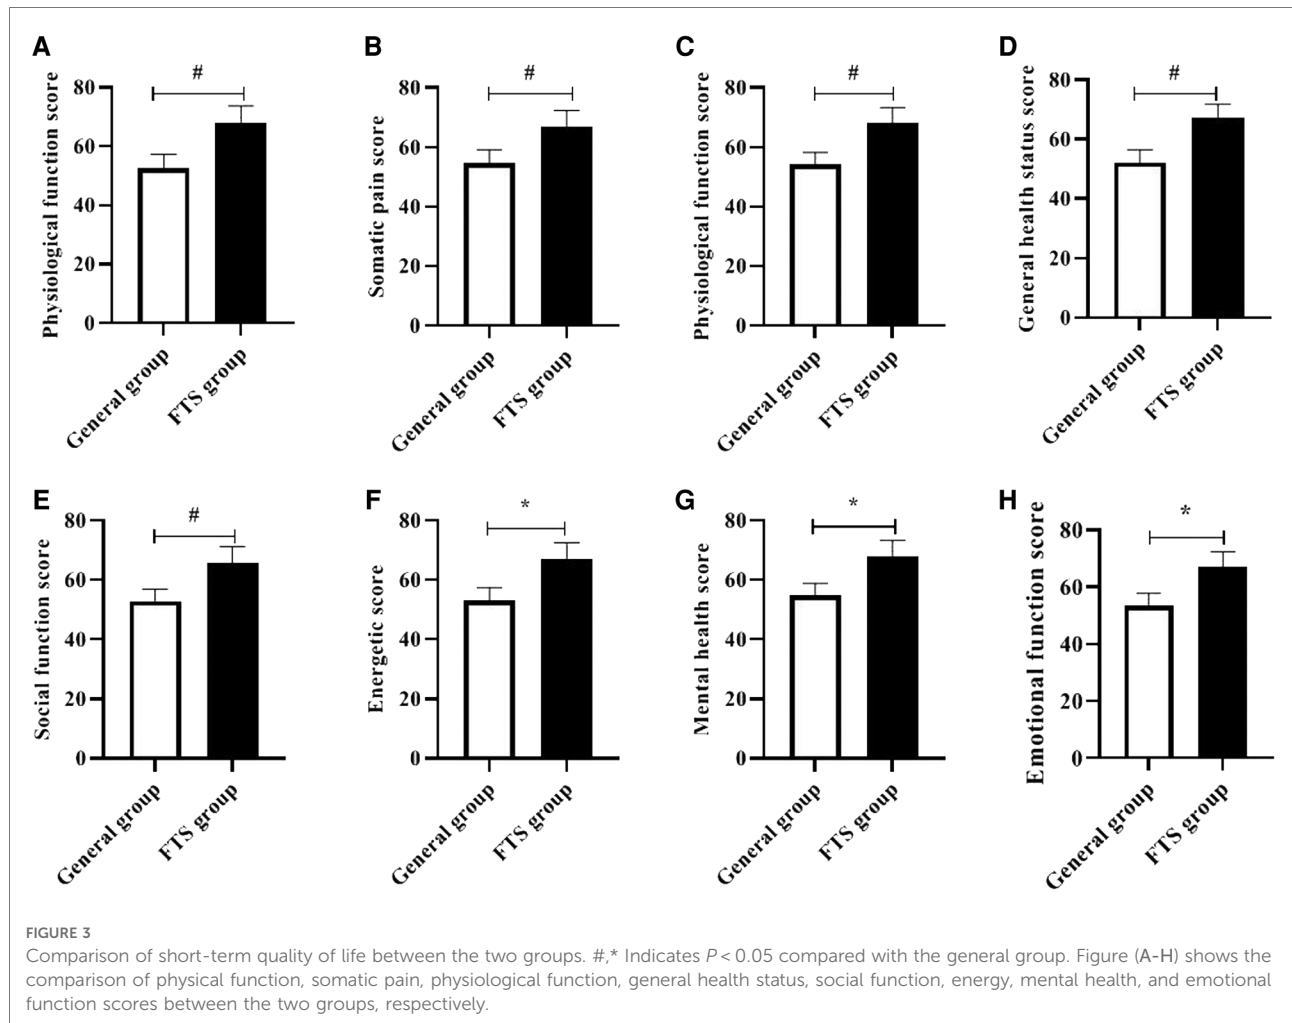 A
Physiological function score
80
60
40
20
0
#
General group
FTS group
B
Somatic pain score
80
60
40
20
0
#
General group
FTS group
C
Physiological function score
80
60
40
20
0
#
General group
FTS group
D
General health status score
80
60
40
20
0
#
General group
FTS group
E
Social function score
80
60
40
20
0
#
General group
FTS group
F
Energetic score
80
60
40
20
0
*
General group
FTS group
G
Mental health score
80
60
40
20
0
*
General group
FTS group
H
Emotional function score
80
60
40
20
0
*
General group
FTS group
FIGURE 3
Comparison of short-term quality of life between the two groups. #,* Indicates P < 0.05 compared with the general group. Figure (A-H) shows the
comparison of physical function, somatic pain, physiological function, general health status, social function, energy, mental health, and emotional
function scores between the two groups, respectively.